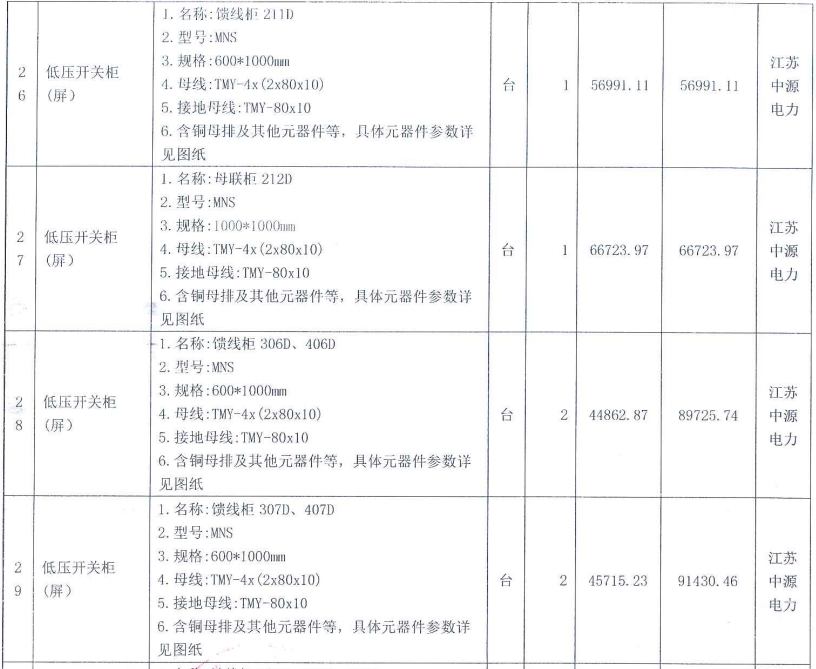 26
低压开关柜
(屏)
1. 名称:馈线柜 211D
2. 型号:MNS
3. 规格:600*1000mm
4. 母线:TMY-4x(2x80x10)
5. 接地母线:TMY-80x10
6. 含铜母排及其他元器件等，具体元器件参数详
见图纸
台
1
56991.11
56991.11
江苏
中源
电力
27
低压开关柜
(屏)
1. 名称:母联柜 212D
2. 型号:MNS
3. 规格:1000*1000mm
4. 母线:TMY-4x(2x80x10)
5. 接地母线:TMY-80x10
6. 含铜母排及其他元器件等，具体元器件参数详
见图纸
台
1
66723.97
66723.97
江苏
中源
电力
28
低压开关柜
(屏)
1. 名称:馈线柜 306D、406D
2. 型号:MNS
3. 规格:600*1000mm
4. 母线:TMY-4x(2x80x10)
5. 接地母线:TMY-80x10
6. 含铜母排及其他元器件等，具体元器件参数详
见图纸
台
2
44862.87
89725.74
江苏
中源
电力
29
低压开关柜
(屏)
1. 名称:馈线柜 307D、407D
2. 型号:MNS
3. 规格:600*1000mm
4. 母线:TMY-4x(2x80x10)
5. 接地母线:TMY-80x10
6. 含铜母排及其他元器件等，具体元器件参数详
见图纸
台
2
45715.23
91430.46
江苏
中源
电力